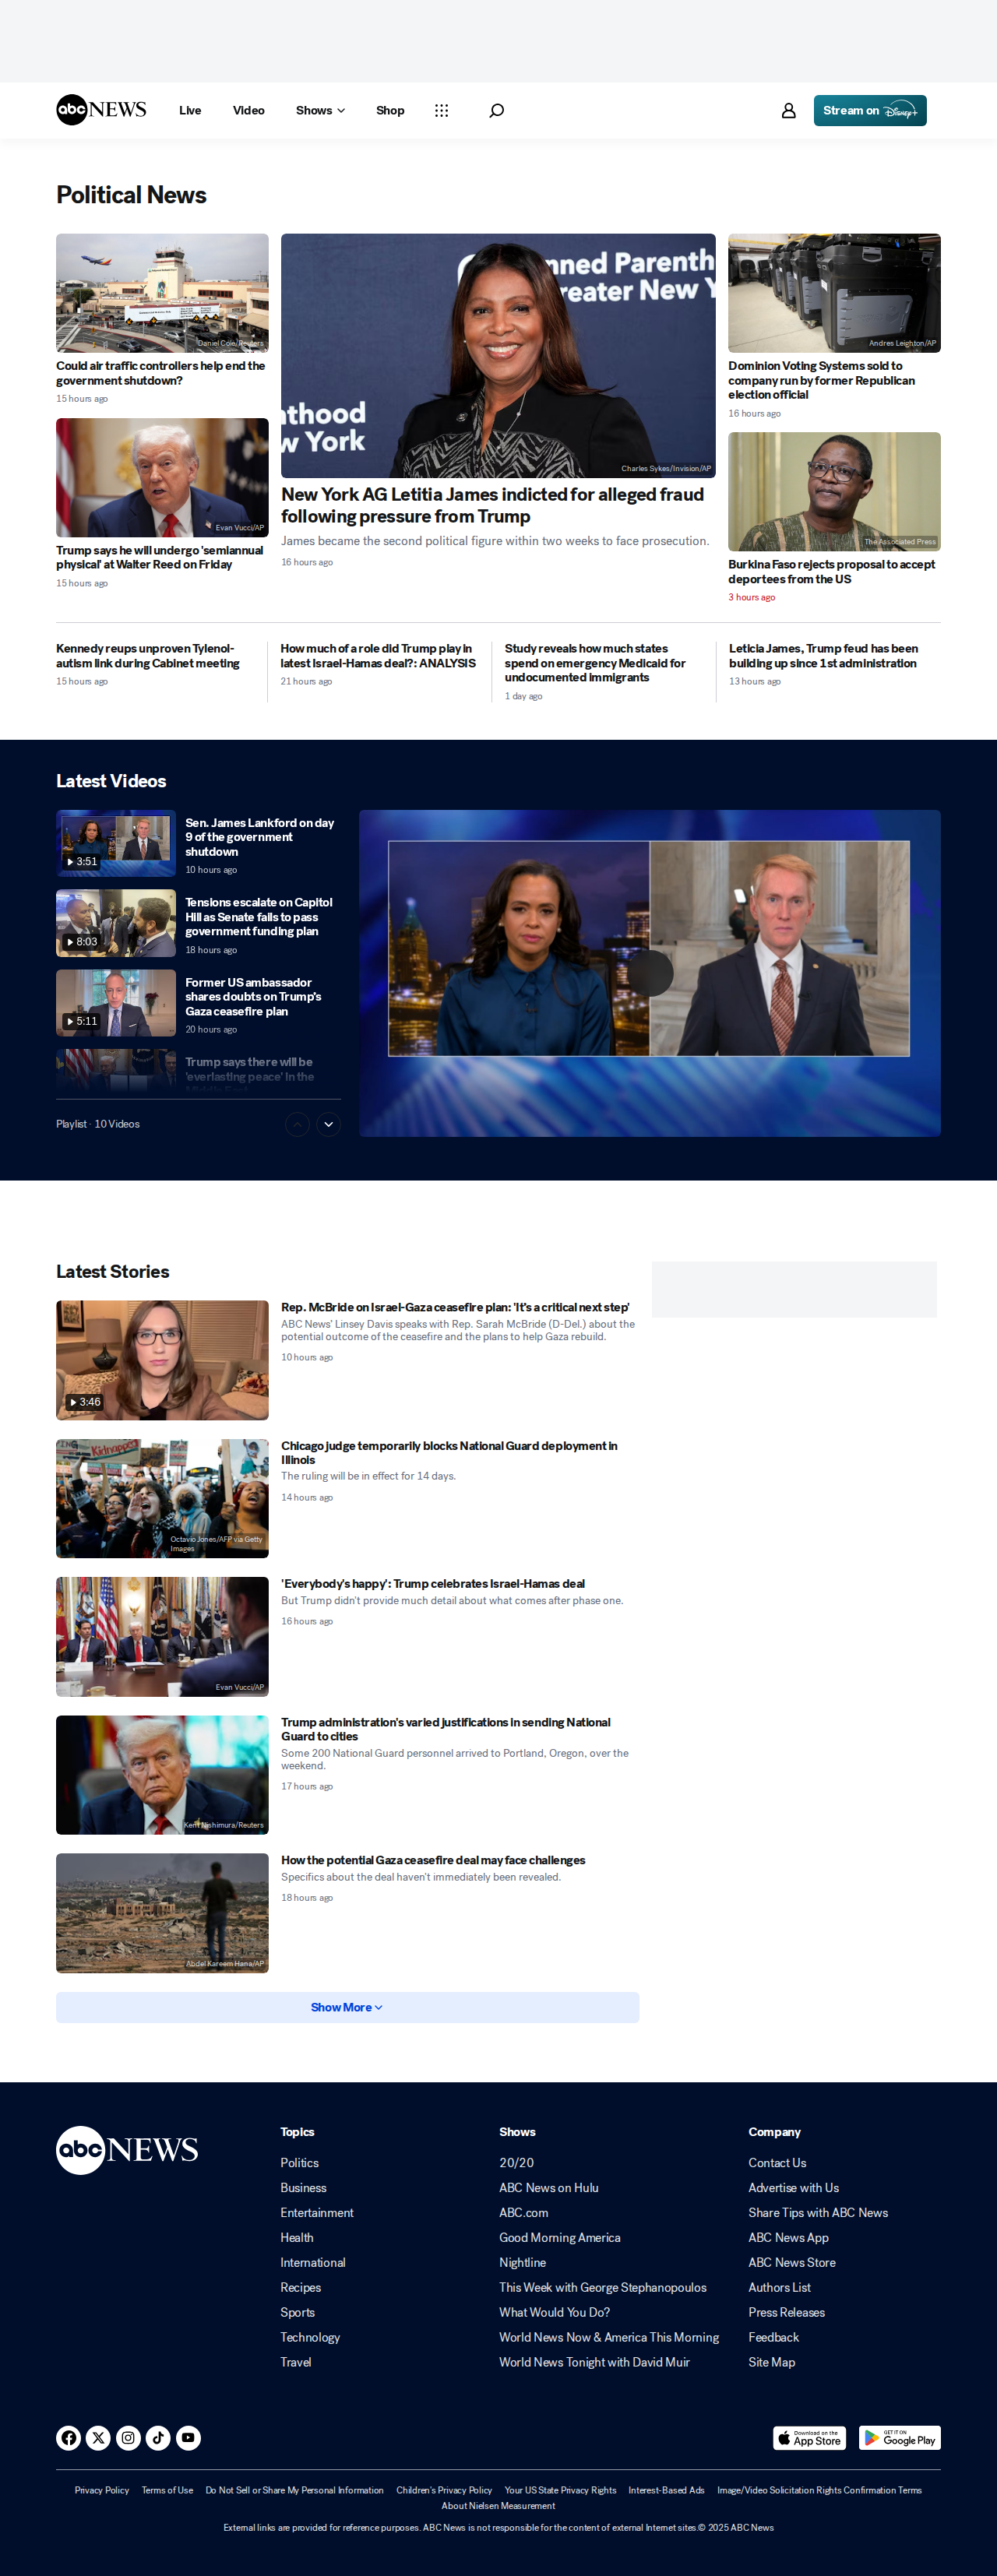 abc NEWS
Live
Video
Shows
Shop
Stream on Disney+
Political News
Daniel Cole/Reuters
Could air traffic controllers help end the
government shutdown?
15 hours ago
Evan Vucci/AP
Trump says he will undergo 'semiannual
physical' at Walter Reed on Friday
15 hours ago
nned Parenth
reater New Y
nthood
w York
Charles Sykes/Invision/AP
New York AG Letitia James indicted for alleged fraud
following pressure from Trump
James became the second political figure within two weeks to face prosecution.
16 hours ago
Andres Leighton/AP
Dominion Voting Systems sold to
company run by former Republican
election official
16 hours ago
The Associated Press
Burkina Faso rejects proposal to accept
deportees from the US
3 hours ago
Kennedy reups unproven Tylenol-
autism link during Cabinet meeting
15 hours ago
How much of a role did Trump play in
latest Israel-Hamas deal?: ANALYSIS
21 hours ago
Study reveals how much states
spend on emergency Medicaid for
undocumented immigrants
1 day ago
Leticia James, Trump feud has been
building up since 1st administration
13 hours ago
Latest Videos
3:51
Sen. James Lankford on day
9 of the government
shutdown
10 hours ago
8:03
Tensions escalate on Capitol
Hill as Senate fails to pass
government funding plan
18 hours ago
5:11
Former US ambassador
shares doubts on Trump's
Gaza ceasefire plan
20 hours ago
Trump says there will be
'everlasting peace' in the
Middle East
Playlist · 10 Videos
Latest Stories
3:46
Rep. McBride on Israel-Gaza ceasefire plan: 'It's a critical next step'
ABC News' Linsey Davis speaks with Rep. Sarah McBride (D-Del.) about the
potential outcome of the ceasefire and the plans to help Gaza rebuild.
10 hours ago
Kidnapped
Octavio Jones/AFP via Getty
Images
Chicago judge temporarily blocks National Guard deployment in
Illinois
The ruling will be in effect for 14 days.
14 hours ago
Evan Vucci/AP
'Everybody's happy': Trump celebrates Israel-Hamas deal
But Trump didn't provide much detail about what comes after phase one.
16 hours ago
Kent Nishimura/Reuters
Trump administration's varied justifications in sending National
Guard to cities
Some 200 National Guard personnel arrived to Portland, Oregon, over the
weekend.
17 hours ago
Abdel Kareem Hana/AP
How the potential Gaza ceasefire deal may face challenges
Specifics about the deal haven't immediately been revealed.
18 hours ago
Show More
abc NEWS
Topics
Politics
Business
Entertainment
Health
International
Recipes
Sports
Technology
Travel
Shows
20/20
ABC News on Hulu
ABC.com
Good Morning America
Nightline
This Week with George Stephanopoulos
What Would You Do?
World News Now & America This Morning
World News Tonight with David Muir
Company
Contact Us
Advertise with Us
Share Tips with ABC News
ABC News App
ABC News Store
Authors List
Press Releases
Feedback
Site Map
Download on the
App Store
GET IT ON
Google Play
Privacy Policy
Terms of Use
Do Not Sell or Share My Personal Information
Children's Privacy Policy
Your US State Privacy Rights
Interest-Based Ads
Image/Video Solicitation Rights Confirmation Terms
About Nielsen Measurement
External links are provided for reference purposes. ABC News is not responsible for the content of external Internet sites.© 2025 ABC News